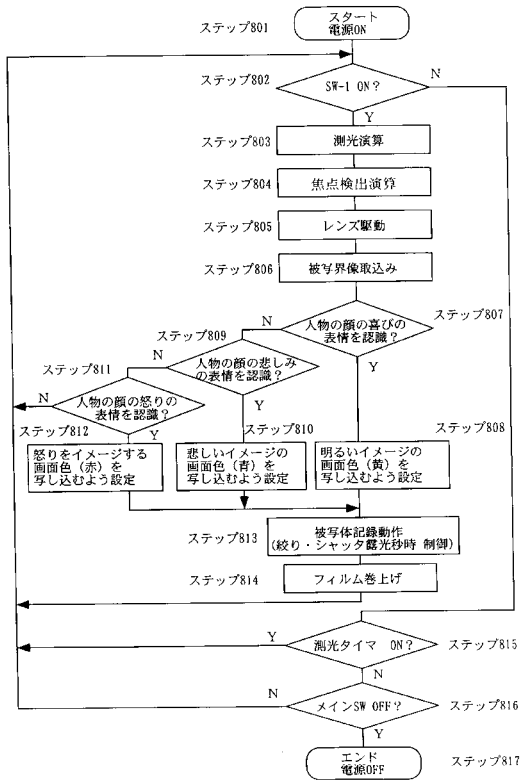 ステップ801
スタート
電源ON
ステップ802
SW-1 ON?
N
Y
ステップ803
測光演算
ステップ804
焦点検出演算
ステップ805
レンズ駆動
ステップ806
被写界像取込み
ステップ807
人物の顔の喜びの
表情を認識?
N
Y
ステップ809
人物の顔の悲しみ
の表情を認識?
N
Y
ステップ811
人物の顔の怒りの
表情を認識?
N
Y
ステップ812
怒りをイメージする
画面色(赤)を
写し込むよう設定
ステップ810
悲しいイメージの
画面色(青)を
写し込むよう設定
ステップ808
明るいイメージの
画面色(黄)を
写し込むよう設定
ステップ813
被写体記録動作
(絞り・シャッタ露光秒時 制御)
ステップ814
フィルム巻上げ
Y
測光タイマ ON?
ステップ815
N
N
メインSW OFF?
ステップ816
Y
エンド
電源OFF
ステップ817